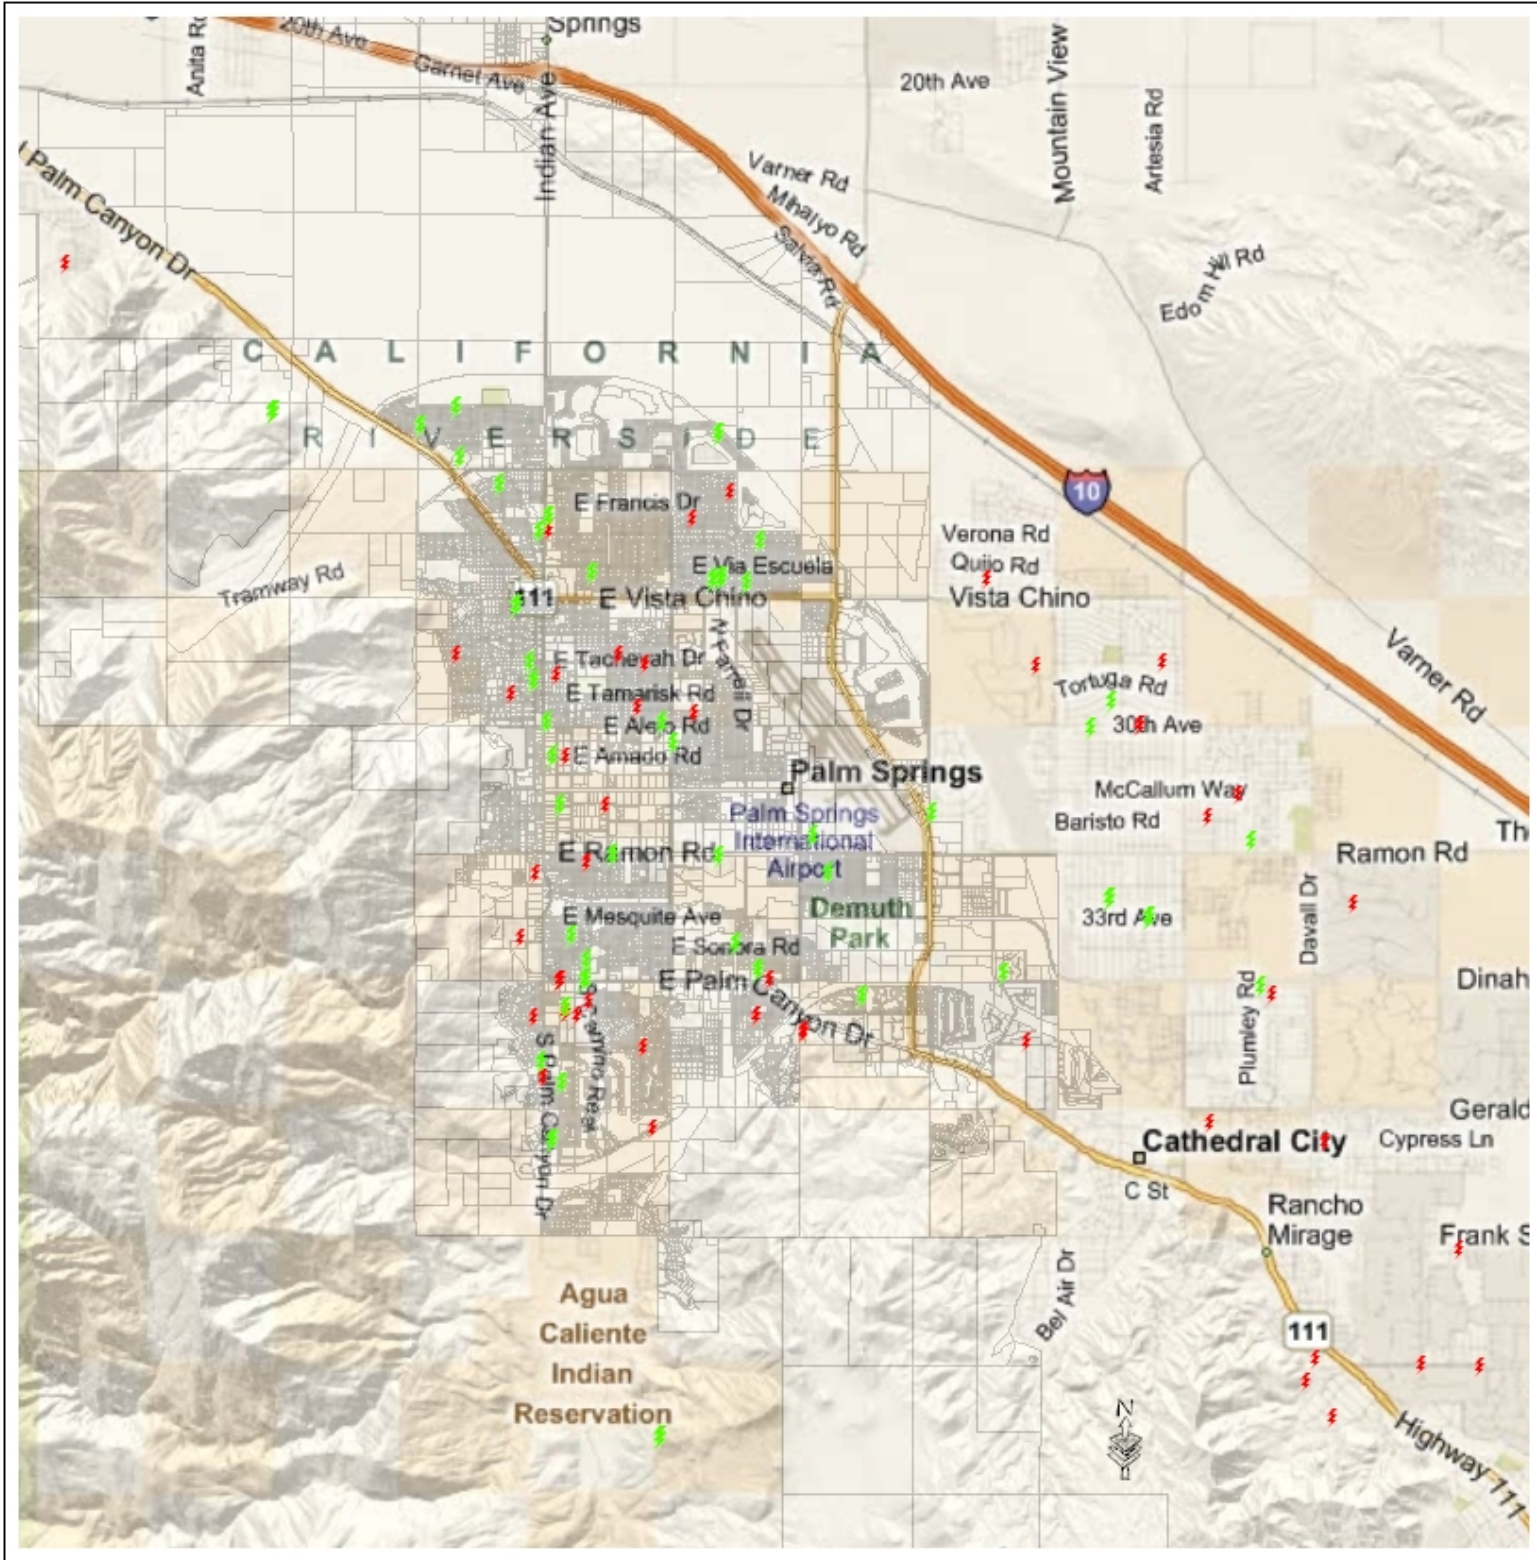 Springs
20th Ave
Anita Rd
Garnet Ave
Indian Ave
20th Ave
Mountain View
Artesia Rd
Palm Canyon Dr
Varner Rd
Mihalyo Rd
Salvia Rd
Edom Hill Rd
CALIFORNIA
RIVERSIDE
10
E Francis Dr
Verona Rd
E Via Escuela
Quijo Rd
Tramway Rd
111
E Vista Chino
Vista Chino
N Farrell Dr
Varner Rd
E Tachevah Dr
Tortuga Rd
E Tamarisk Rd
E Alejo Rd
30th Ave
E Amado Rd
Palm Springs
McCallum Way
Palm Springs
International
Airport
Baristo Rd
Th
E Ramon Rd
Ramon Rd
Davall Dr
E Mesquite Ave
Demuth
Park
33rd Ave
E Sonora Rd
E Palm Canyon Dr
Dinah
Plumley Rd
S Camino Real
S Palm Canyon Dr
Gerald
Cathedral City
Cypress Ln
C St
Rancho
Mirage
Frank S
Bel Air Dr
Agua
Caliente
Indian
Reservation
111
N
Highway 111